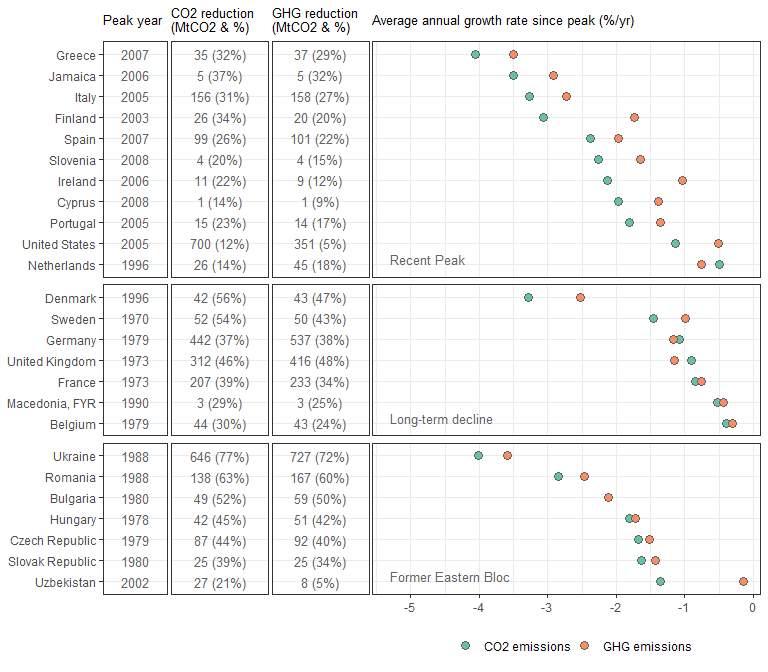 Peak year CO2 reduction (MtCO2 & %) GHG reduction (MtCO2 & %) Average annual growth rate since peak (%/yr)
Greece 2007 35 (32%) 37 (29%)
Jamaica 2006 5 (37%) 5 (32%)
Italy 2005 156 (31%) 158 (27%)
Finland 2003 26 (34%) 20 (20%)
Spain 2007 99 (26%) 101 (22%)
Slovenia 2008 4 (20%) 4 (15%)
Ireland 2006 11 (22%) 9 (12%)
Cyprus 2008 1 (14%) 1 (9%)
Portugal 2005 15 (23%) 14 (17%)
United States 2005 700 (12%) 351 (5%)
Netherlands 1996 26 (14%) 45 (18%)
Recent Peak
Denmark 1996 42 (56%) 43 (47%)
Sweden 1970 52 (54%) 50 (43%)
Germany 1979 442 (37%) 537 (38%)
United Kingdom 1973 312 (46%) 416 (48%)
France 1973 207 (39%) 233 (34%)
Macedonia, FYR 1990 3 (29%) 3 (25%)
Belgium 1979 44 (30%) 43 (24%)
Long-term decline
Ukraine 1988 646 (77%) 727 (72%)
Romania 1988 138 (63%) 167 (60%)
Bulgaria 1980 49 (52%) 59 (50%)
Hungary 1978 42 (45%) 51 (42%)
Czech Republic 1979 87 (44%) 92 (40%)
Slovak Republic 1980 25 (39%) 25 (34%)
Uzbekistan 2002 27 (21%) 8 (5%)
Former Eastern Bloc
-5 -4 -3 -2 -1 0
CO2 emissions GHG emissions